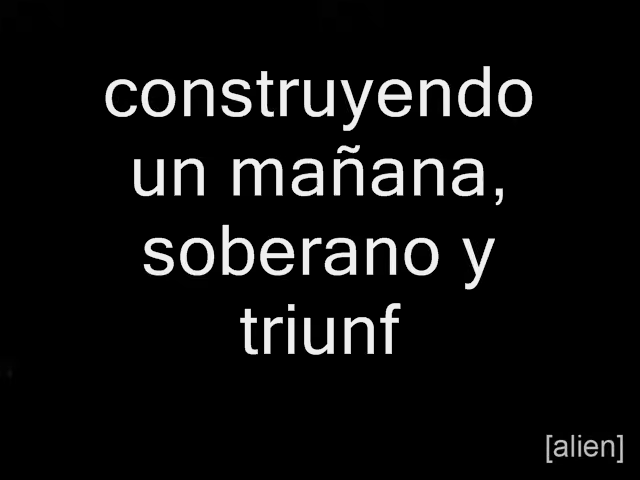 construyendo
un mañana,
soberano y
triunf
[alien]